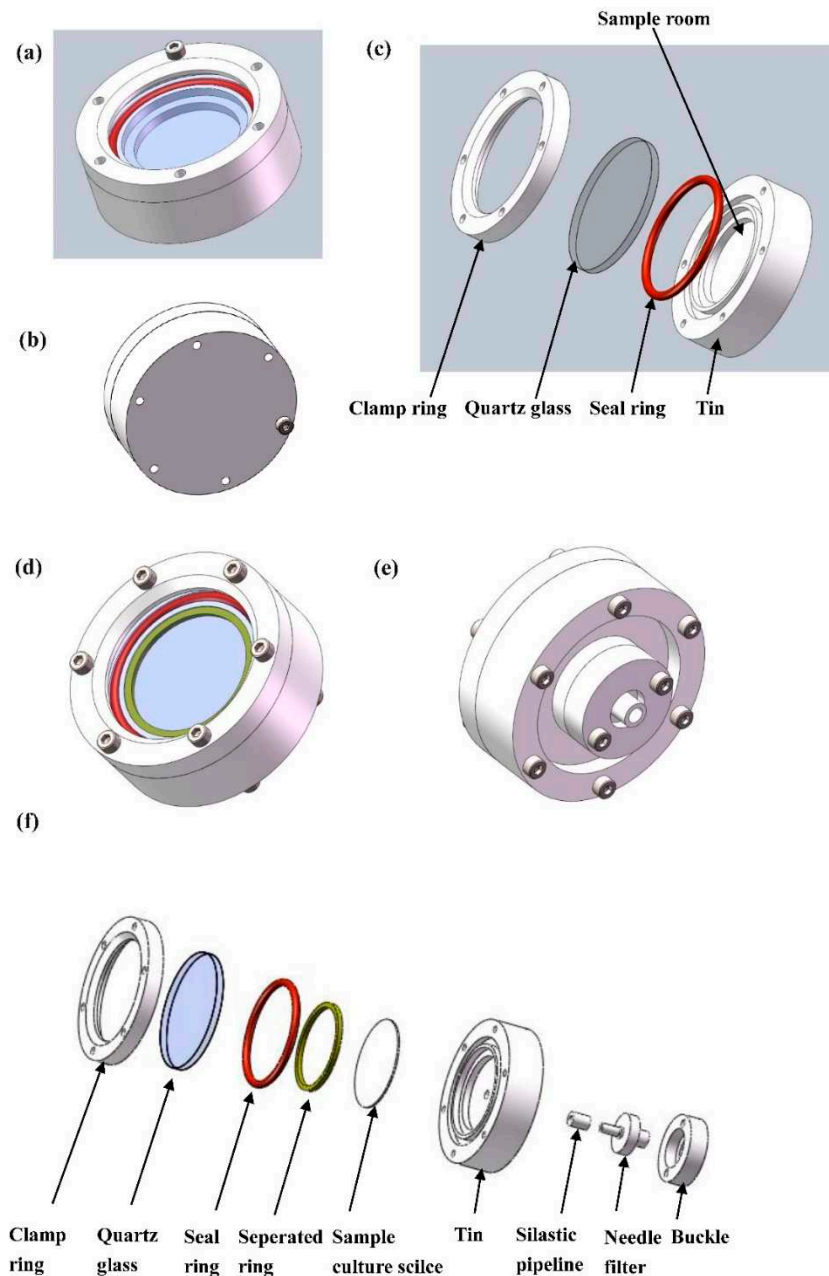 (a)
(c)
Sample room
Clamp ring
Quartz glass
Seal ring
Tin
(b)
(d)
(e)
(f)
Clamp
ring
Quartz
glass
Seal
ring
Seperated
ring
Sample
culture scilce
Tin
Silastic
pipeline
Needle
filter
Buckle